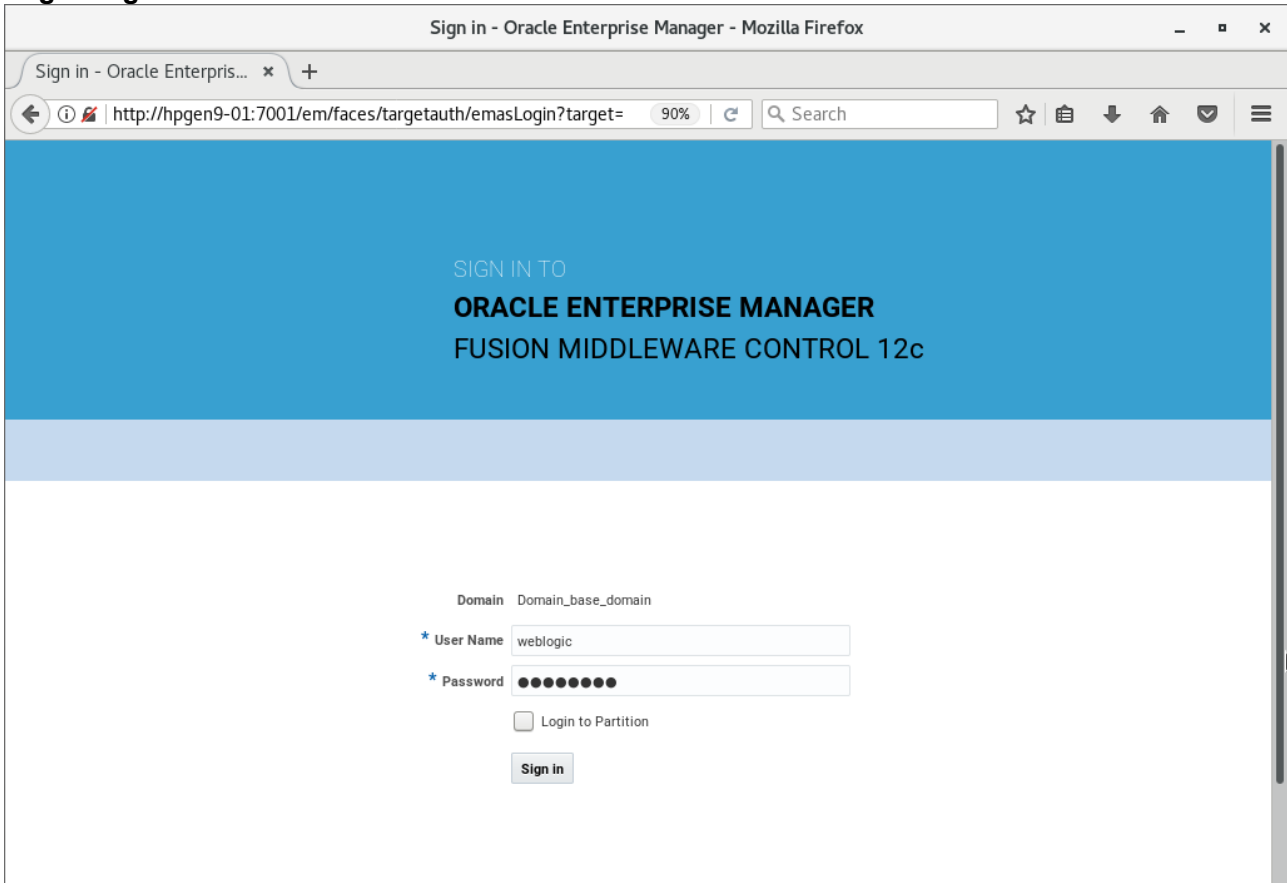 Sign in - Oracle Enterprise Manager - Mozilla Firefox
Sign in - Oracle Enterpris...
http://hpgen9-01:7001/em/faces/targetauth/emasLogin?target= 90% Search
SIGN IN TO
ORACLE ENTERPRISE MANAGER
FUSION MIDDLEWARE CONTROL 12c
Domain Domain_base_domain
* User Name weblogic
* Password ●●●●●●●●
Login to Partition
Sign in